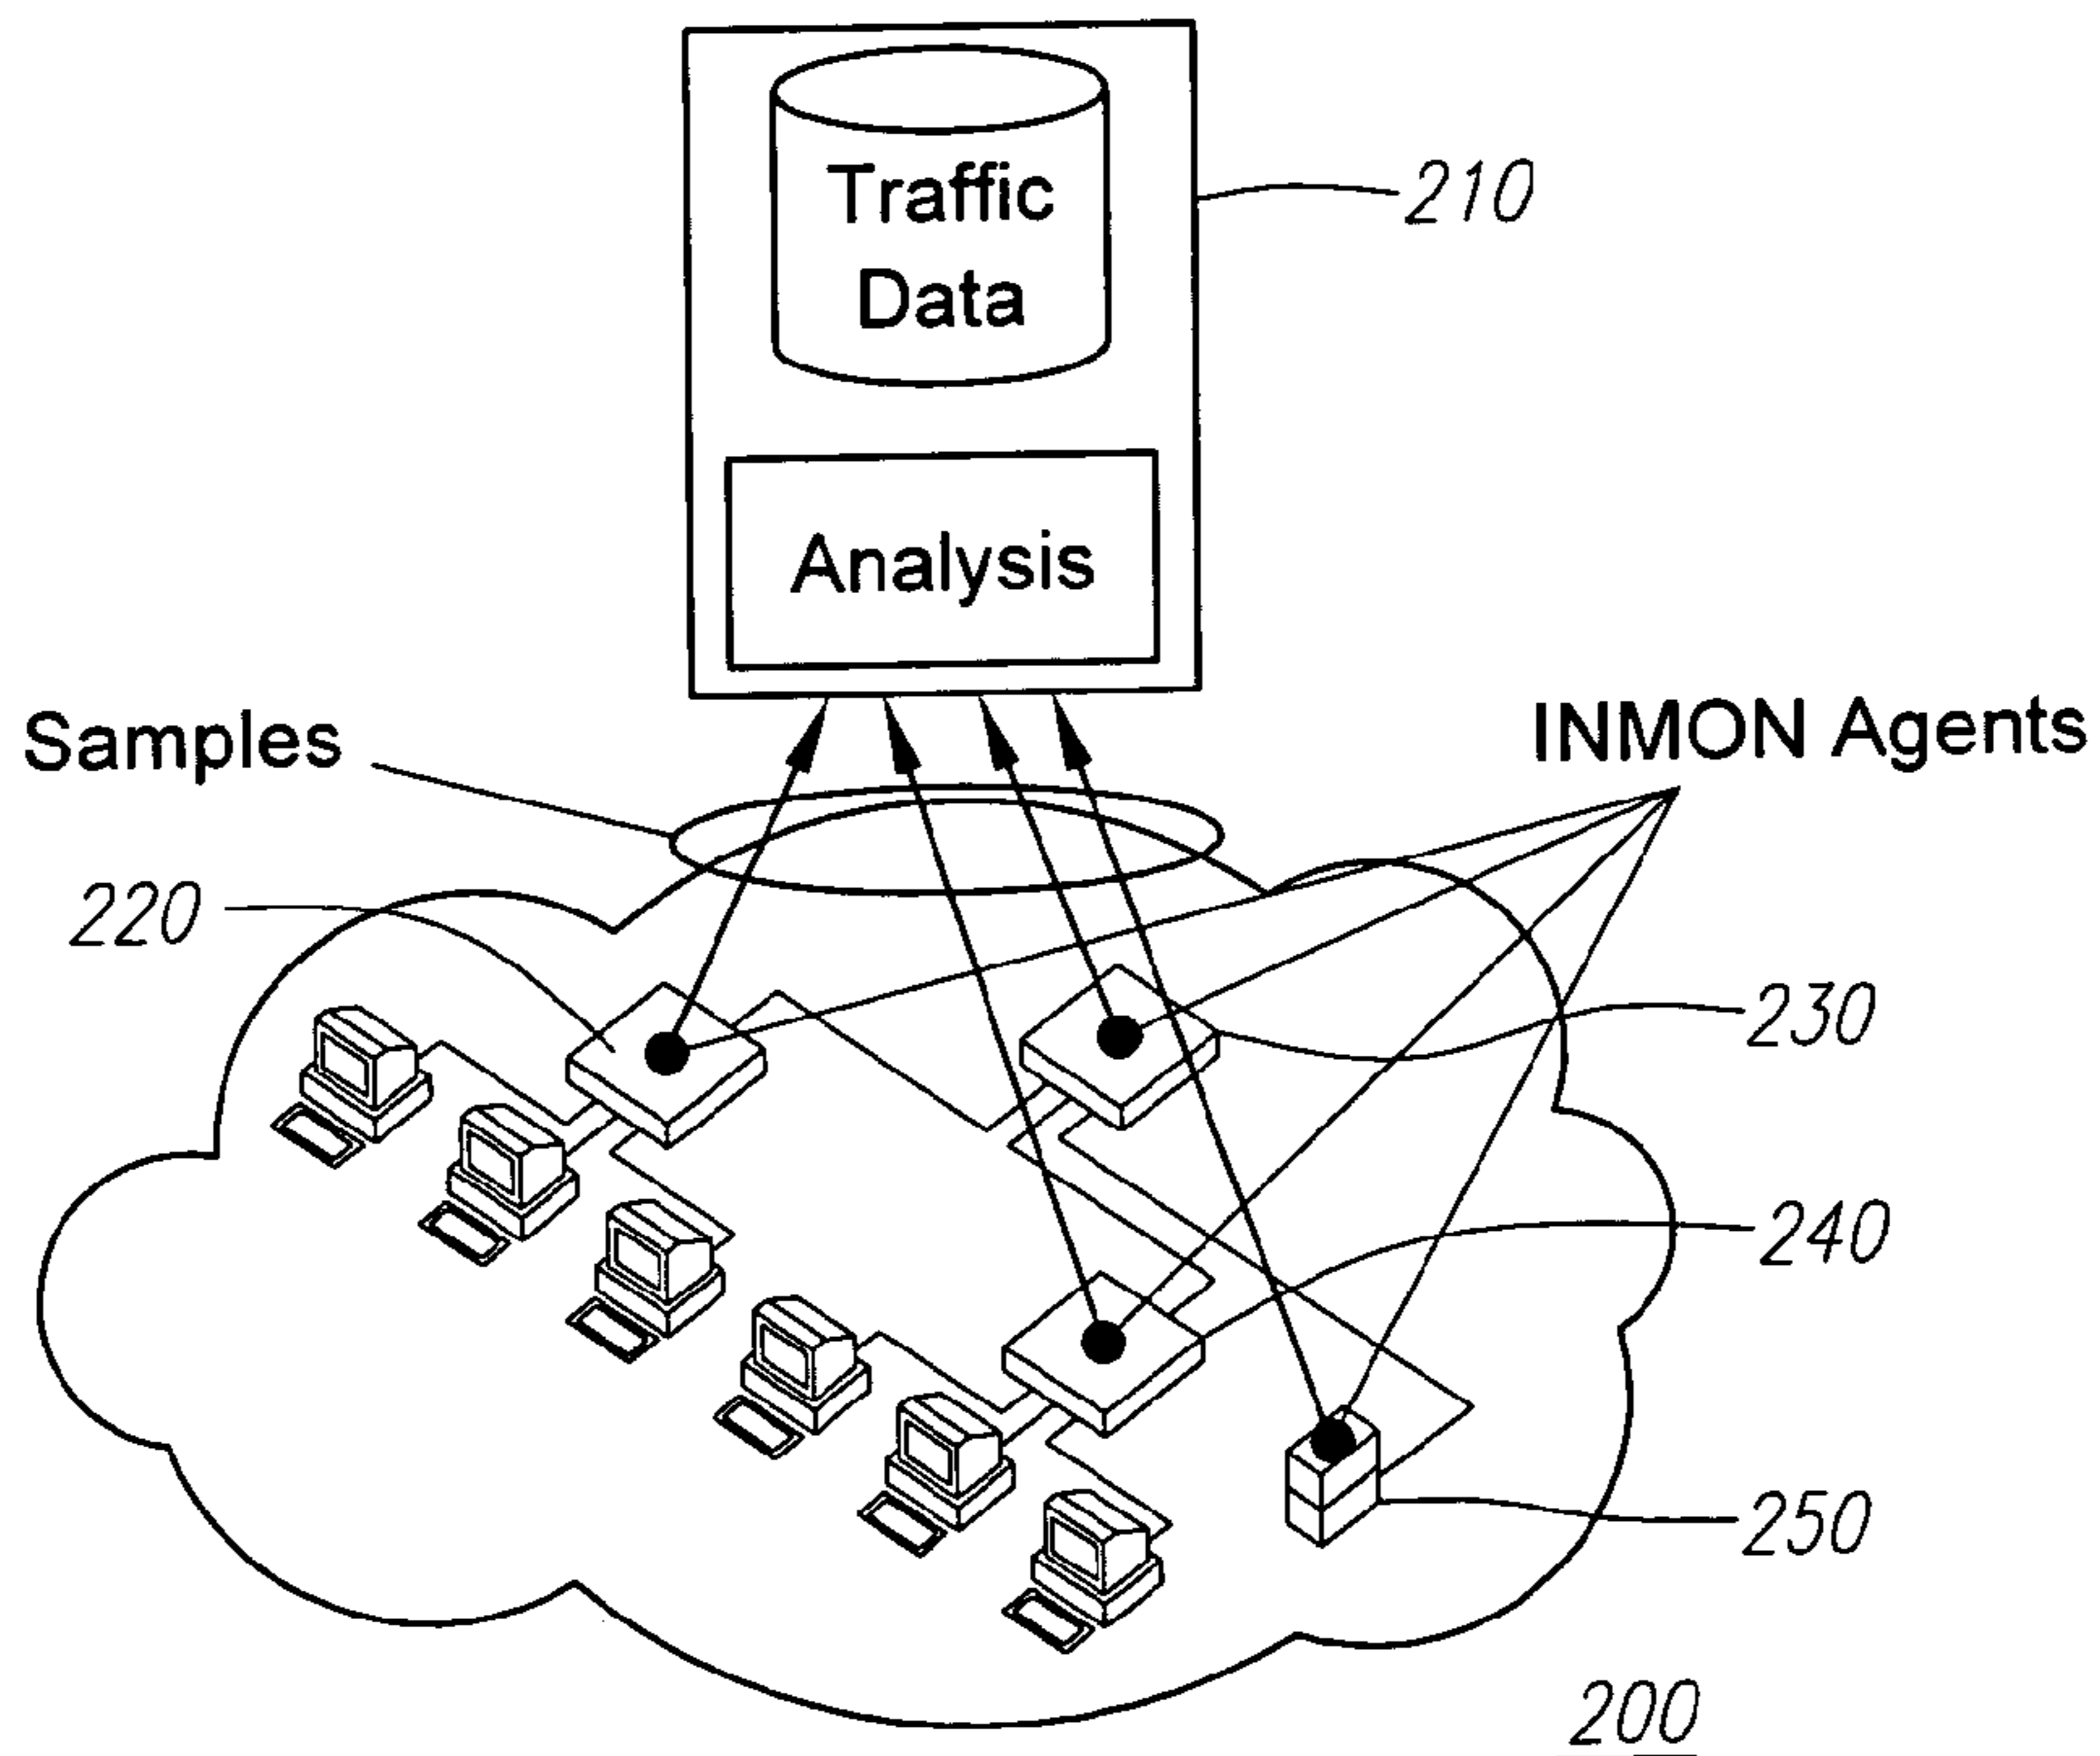 Traffic
Data
210
Analysis
Samples
INMON Agents
220
230
240
250
200